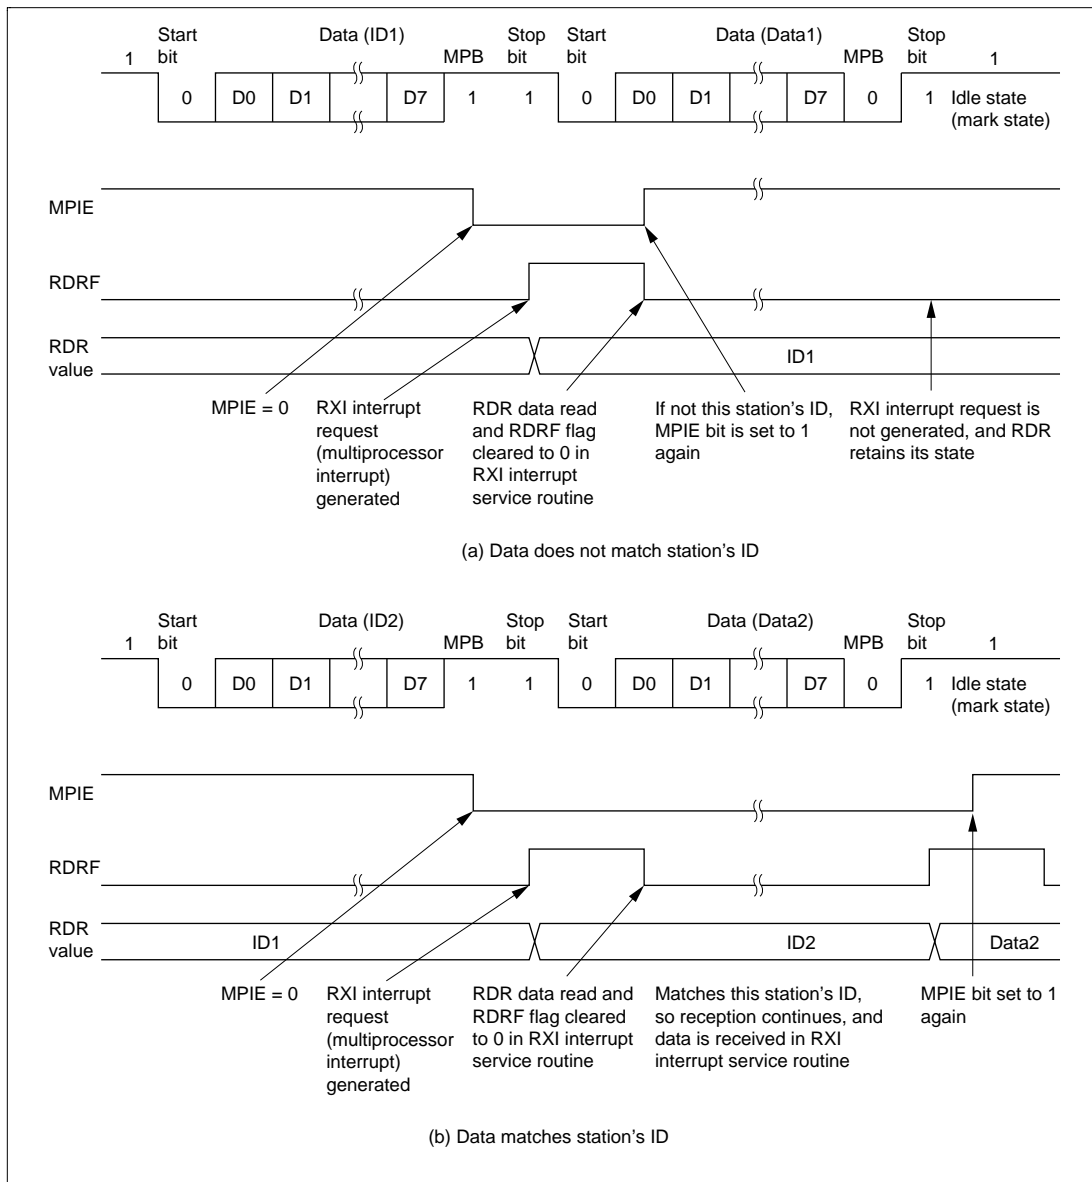 Start bit Data (ID1) MPB Stop bit Start bit Data (Data1) MPB Stop bit
1 1
0 D0 D1 D7 1 1 0 D0 D1 D7 0 1 Idle state (mark state)
MPIE
RDRF
RDR value
ID1
MPIE = 0
RXI interrupt
request
(multiprocessor
interrupt)
generated
RDR data read
and RDRF flag
cleared to 0 in
RXI interrupt
service routine
If not this station's ID,
MPIE bit is set to 1
again
RXI interrupt request is
not generated, and RDR
retains its state
(a) Data does not match station's ID
Start bit Data (ID2) MPB Stop bit Start bit Data (Data2) MPB Stop bit
1 1
0 D0 D1 D7 1 1 0 D0 D1 D7 0 1 Idle state (mark state)
MPIE
RDRF
RDR value
ID1 ID2 Data2
MPIE = 0
RXI interrupt
request
(multiprocessor
interrupt)
generated
RDR data read and
RDRF flag cleared
to 0 in RXI interrupt
service routine
Matches this station's ID,
so reception continues, and
data is received in RXI
interrupt service routine
MPIE bit set to 1
again
(b) Data matches station's ID